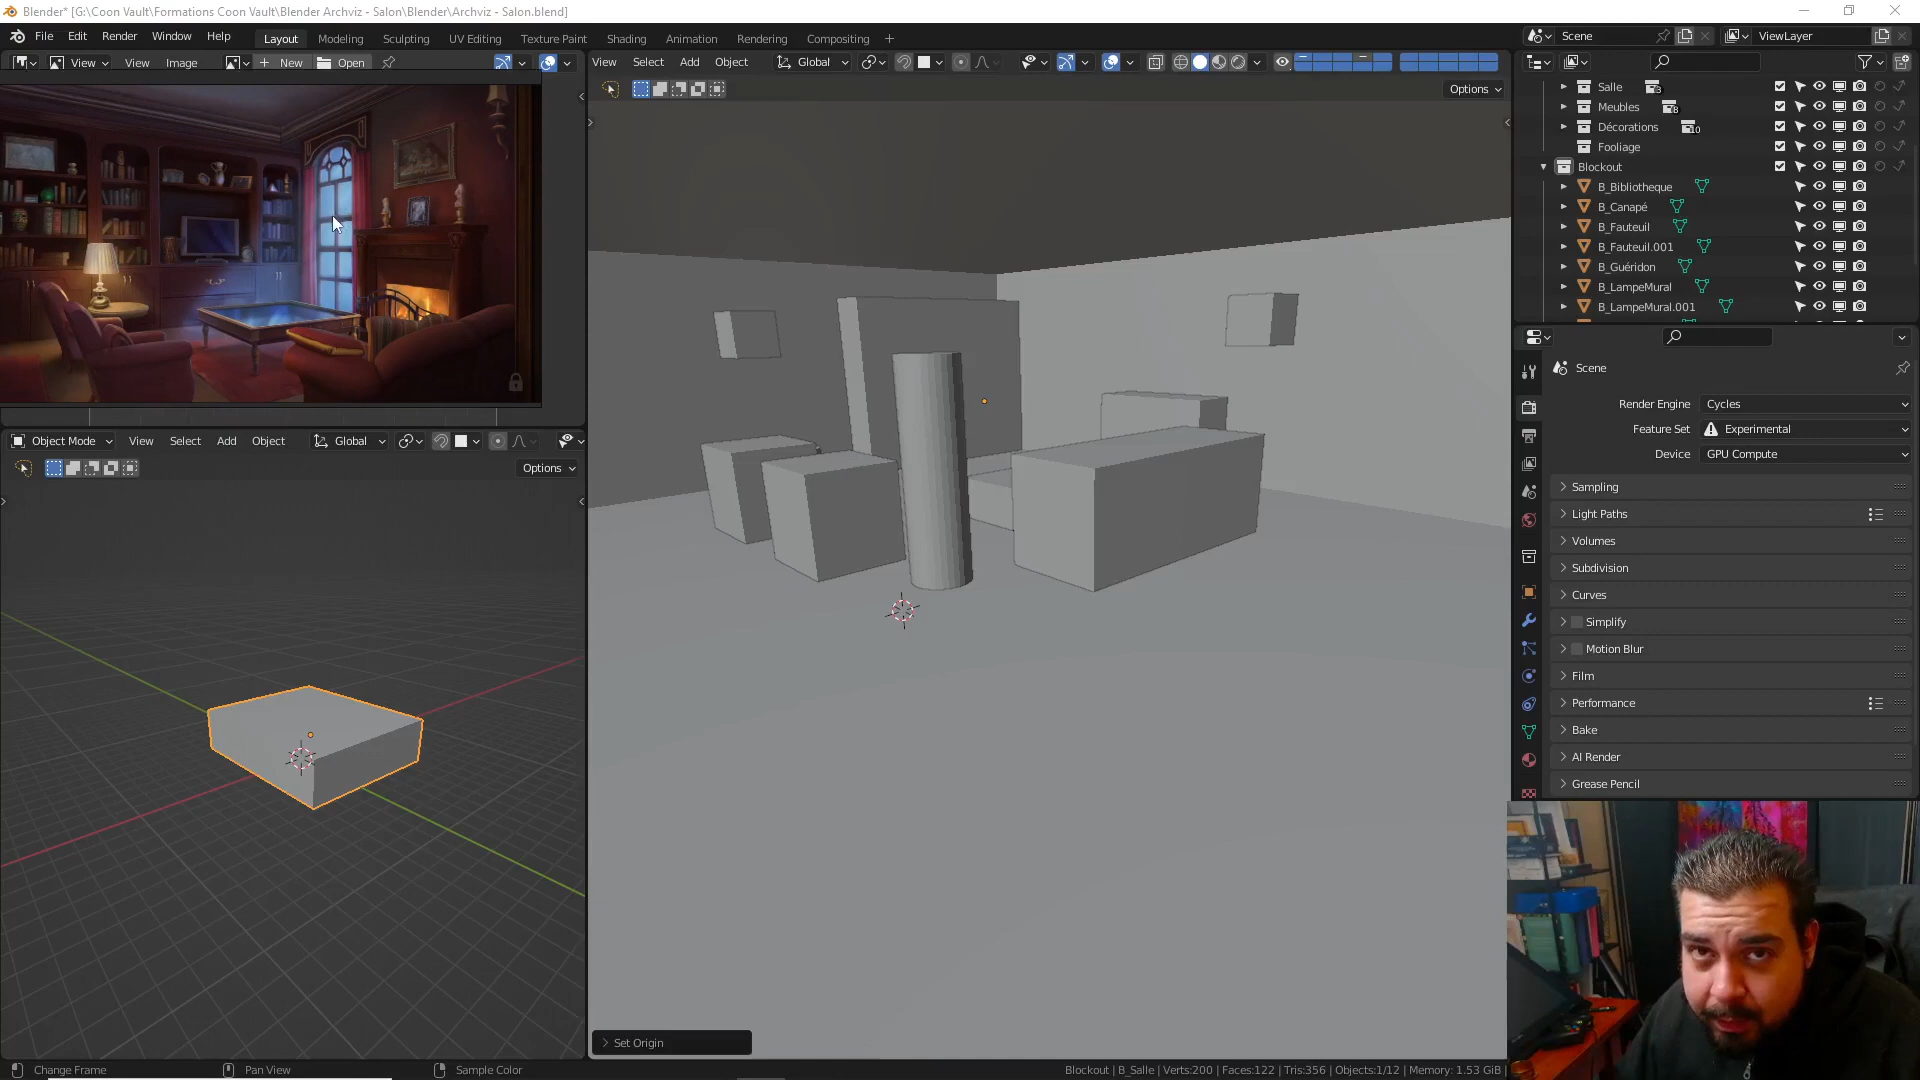 Blender* [G:\Coon Vault\Formations Coon Vault\Blender Archviz - Salon\Blender\Archviz - Salon.blend]
File Edit Render Window Help Layout Modeling Sculpting UV Editing Texture Paint Shading Animation Rendering Compositing + Scene ViewLayer
View View Image New Open
View Select Add Object Global
Options
Salle 3
Meubles 8
Décorations 10
Fooliage
Blockout
B_Bibliotheque
B_Canapé
B_Fauteuil
B_Fauteuil.001
B_Guéridon
B_LampeMural
B_LampeMural.001
Scene
Render Engine Cycles
Feature Set Experimental
Device GPU Compute
Sampling
Light Paths
Volumes
Subdivision
Curves
Simplify
Motion Blur
Film
Performance
Bake
AI Render
Grease Pencil
Object Mode View Select Add Object Global
Options
Set Origin
Change Frame Pan View Sample Color Blockout | B_Salle | Verts:200 | Faces:122 | Tris:356 | Objects:1/12 | Memory: 1.53 GiB |